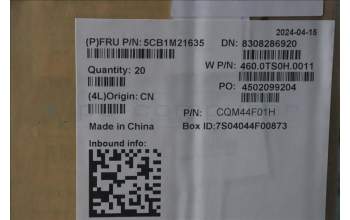 2024-04-15
(P)FRU P/N: 5CB1M21635 DN: 8308286920
Quantity: 20 W P/N: 460.0TS0H.0011
(4L)Origin: CN PO: 4502099204
P/N: CQM44F01H
Made in China Box ID:7S04044F00873
Inbound info: